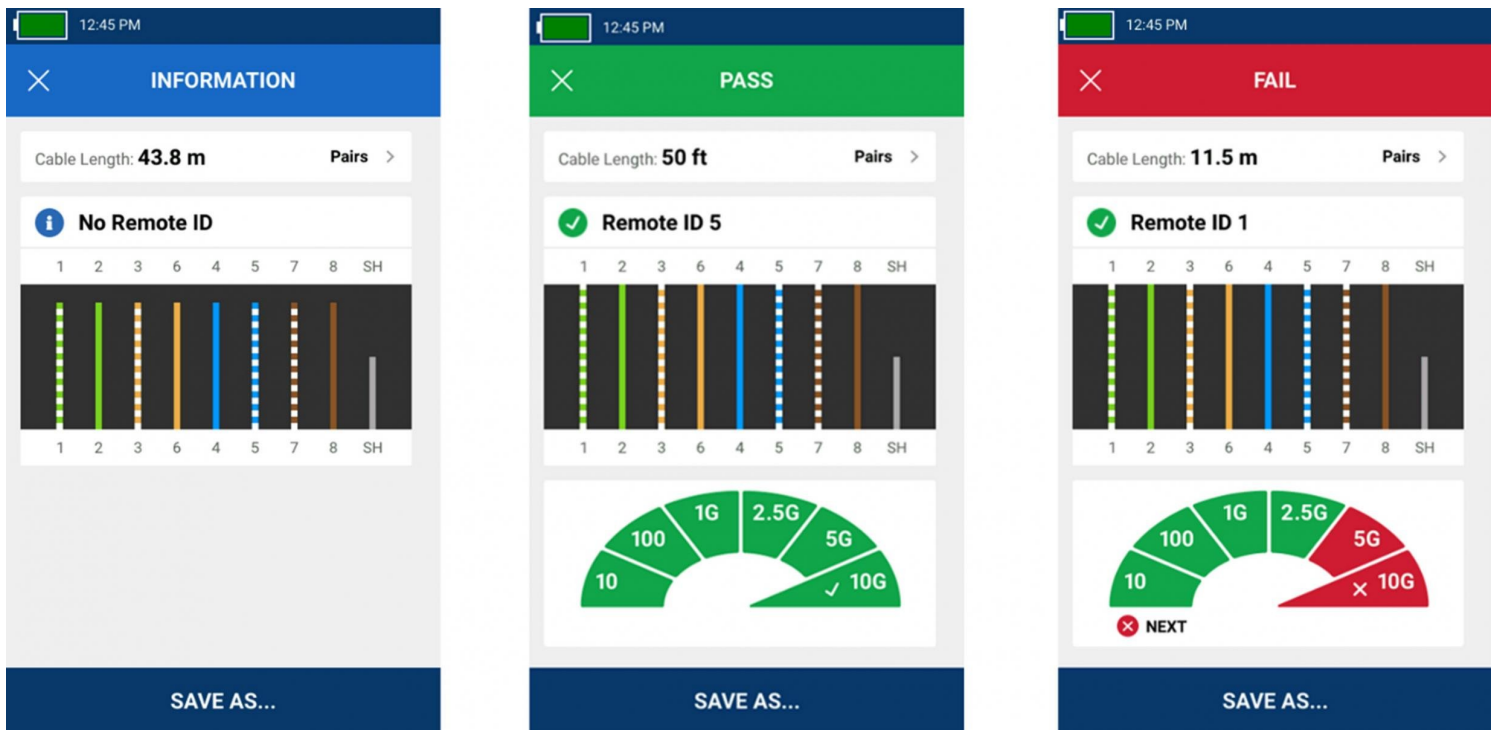 12:45 PM
INFORMATION
Cable Length: 43.8 m Pairs >
i No Remote ID
1 2 3 6 4 5 7 8 SH
1 2 3 6 4 5 7 8 SH
SAVE AS...
12:45 PM
PASS
Cable Length: 50 ft Pairs >
Remote ID 5
1 2 3 6 4 5 7 8 SH
1 2 3 6 4 5 7 8 SH
10 100 1G 2.5G 5G 10G
SAVE AS...
12:45 PM
FAIL
Cable Length: 11.5 m Pairs >
Remote ID 1
1 2 3 6 4 5 7 8 SH
1 2 3 6 4 5 7 8 SH
10 100 1G 2.5G 5G 10G
NEXT
SAVE AS...